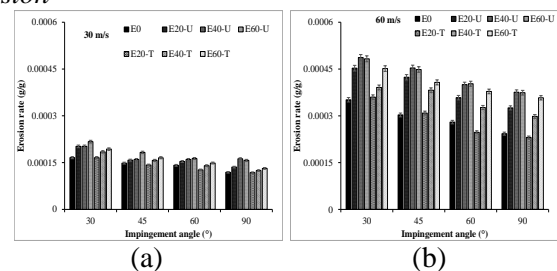 sion
30 m/s
E0 E20-U E40-U E60-U
E20-T E40-T E60-T
Erosion rate (g/g)
0.0006
0.00045
0.0003
0.00015
0
30 45 60 90
Impingement angle (°)
(a)
60 m/s
E0 E20-U E40-U E60-U
E20-T E40-T E60-T
Erosion rate (g/g)
0.0006
0.00045
0.0003
0.00015
0
30 45 60 90
Impingement angle (°)
(b)